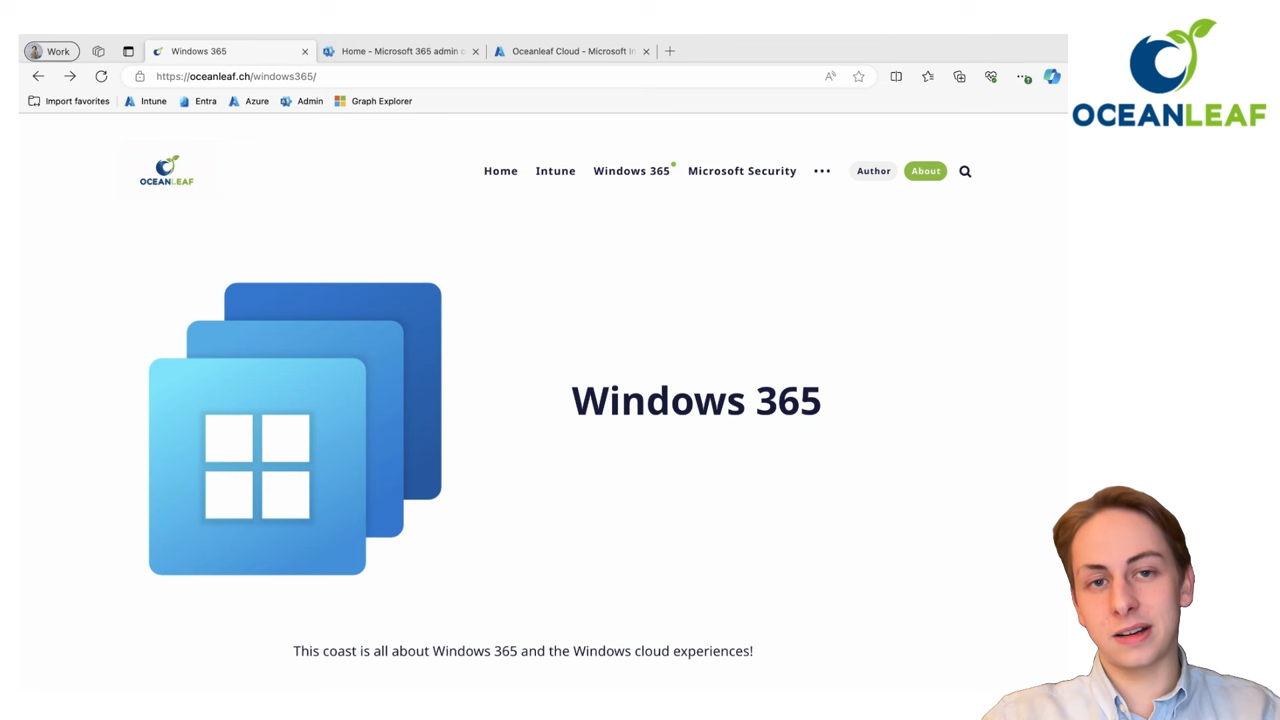 Work
Windows 365
Home - Microsoft 365 admin c
Oceanleaf Cloud - Microsoft In
https://oceanleaf.ch/windows365/
Import favorites
Intune
Entra
Azure
Admin
Graph Explorer
OCEANLEAF
OCEANLEAF
Home
Intune
Windows 365
Microsoft Security
Author
About
Windows 365
This coast is all about Windows 365 and the Windows cloud experiences!